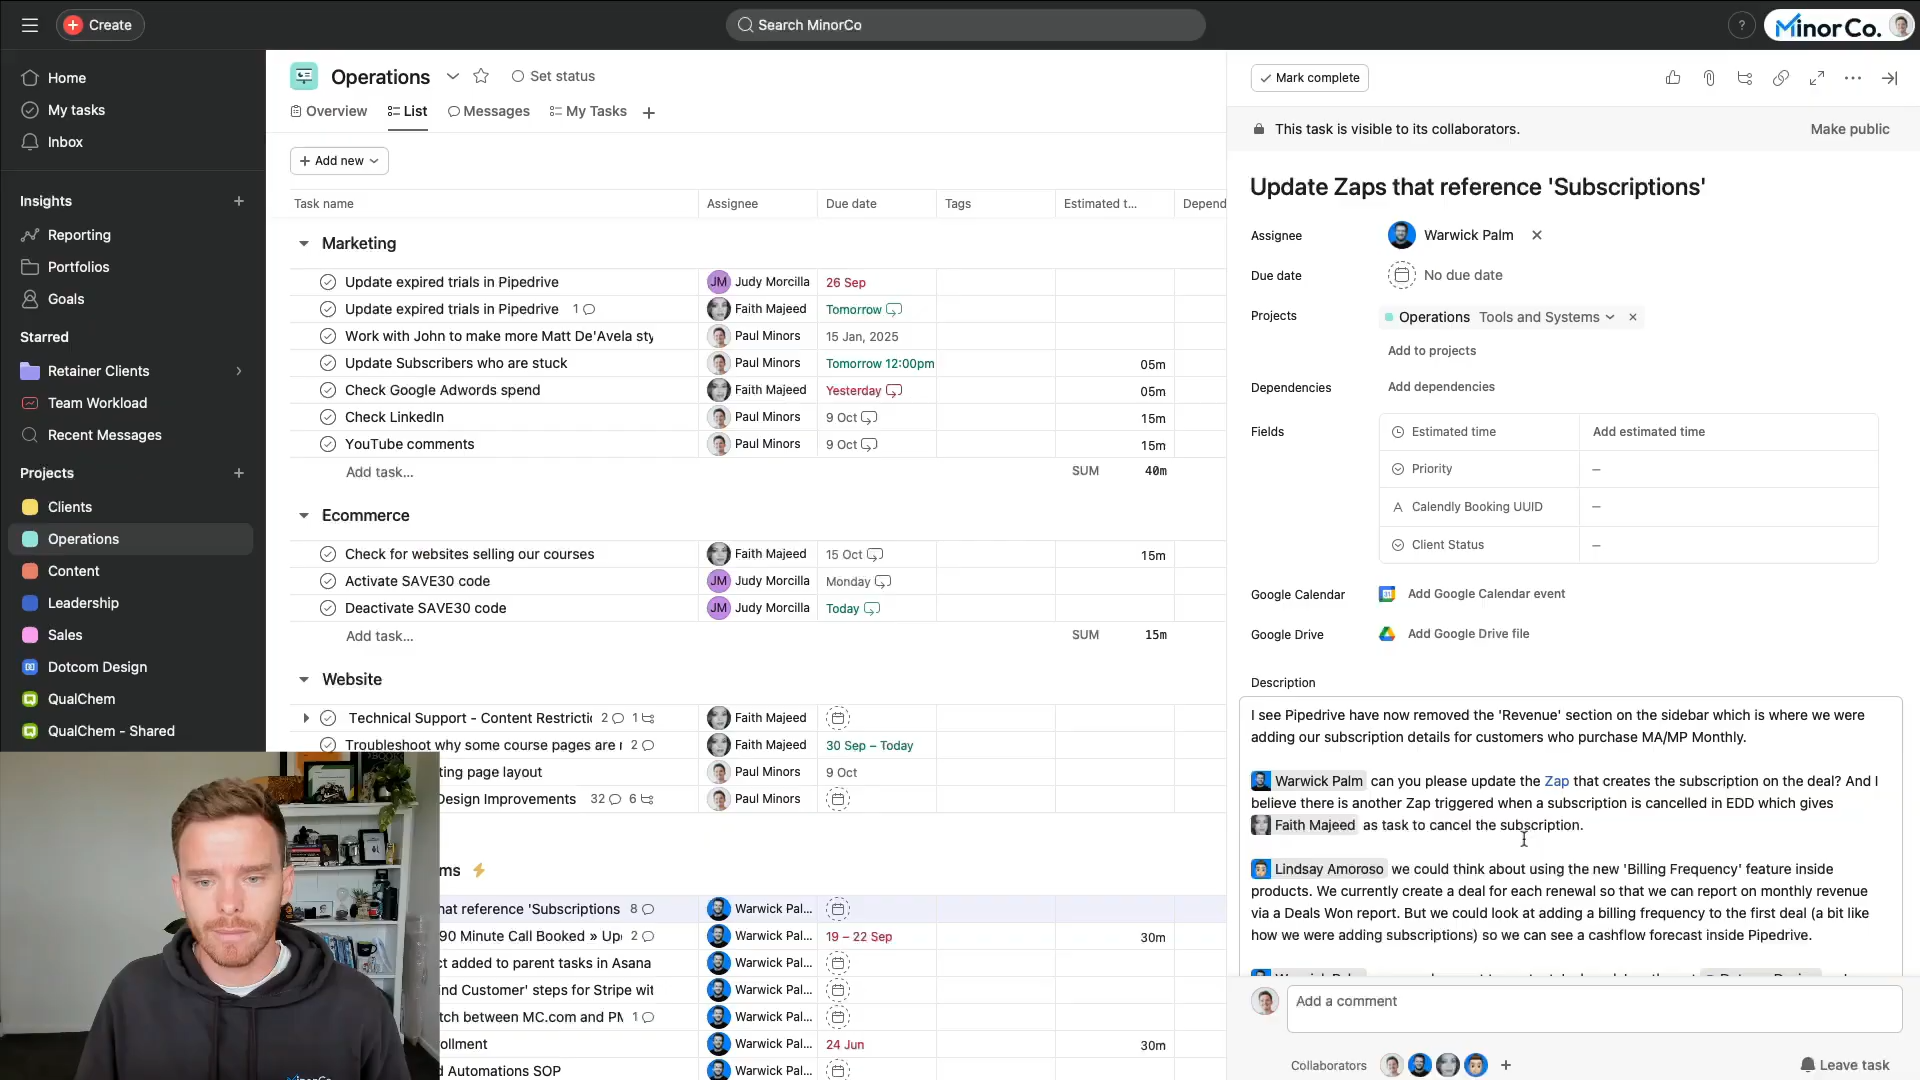 Create
Search MinorCo
?
MinorCo.
Home
My tasks
Inbox
Insights
Reporting
Portfolios
Goals
Starred
Retainer Clients
Team Workload
Recent Messages
Projects
Clients
Operations
Content
Leadership
Sales
Dotcom Design
QualChem
QualChem - Shared
Operations
Set status
Overview
List
Messages
My Tasks
Add new
Task name Assignee Due date Tags Estimated t... Depend
Marketing
Update expired trials in Pipedrive JM Judy Morcilla 26 Sep
Update expired trials in Pipedrive 1 Faith Majeed Tomorrow
Work with John to make more Matt De'Avela sty Paul Minors 15 Jan, 2025
Update Subscribers who are stuck Paul Minors Tomorrow 12:00pm 05m
Check Google Adwords spend Faith Majeed Yesterday 05m
Check LinkedIn Paul Minors 9 Oct 15m
YouTube comments Paul Minors 9 Oct 15m
Add task... SUM 40m
Ecommerce
Check for websites selling our courses Faith Majeed 15 Oct 15m
Activate SAVE30 code JM Judy Morcilla Monday
Deactivate SAVE30 code JM Judy Morcilla Today
Add task... SUM 15m
Website
Technical Support - Content Restrictic 2 1 Faith Majeed
Troubleshoot why some course pages are r 2 Faith Majeed 30 Sep – Today
ting page layout Paul Minors 9 Oct
Design Improvements 32 6 Paul Minors
ms
hat reference 'Subscriptions 8 Warwick Pal...
90 Minute Call Booked » Up 2 Warwick Pal... 19 – 22 Sep 30m
ct added to parent tasks in Asana Warwick Pal...
ind Customer' steps for Stripe wit Warwick Pal...
tch between MC.com and PM 1 Warwick Pal...
ollment Warwick Pal... 24 Jun 30m
d Automations SOP Warwick Pal...
Mark complete
This task is visible to its collaborators. Make public
Update Zaps that reference 'Subscriptions'
Assignee Warwick Palm
Due date No due date
Projects Operations Tools and Systems
Add to projects
Dependencies Add dependencies
Fields Estimated time Add estimated time
Priority –
A Calendly Booking UUID –
Client Status –
Google Calendar Add Google Calendar event
Google Drive Add Google Drive file
Description
I see Pipedrive have now removed the 'Revenue' section on the sidebar which is where we were
adding our subscription details for customers who purchase MA/MP Monthly.
Warwick Palm can you please update the Zap that creates the subscription on the deal? And I
believe there is another Zap triggered when a subscription is cancelled in EDD which gives
Faith Majeed as task to cancel the subscription.
Lindsay Amoroso we could think about using the new 'Billing Frequency' feature inside
products. We currently create a deal for each renewal so that we can report on monthly revenue
via a Deals Won report. But we could look at adding a billing frequency to the first deal (a bit like
how we were adding subscriptions) so we can see a cashflow forecast inside Pipedrive.
Add a comment
Collaborators
Leave task